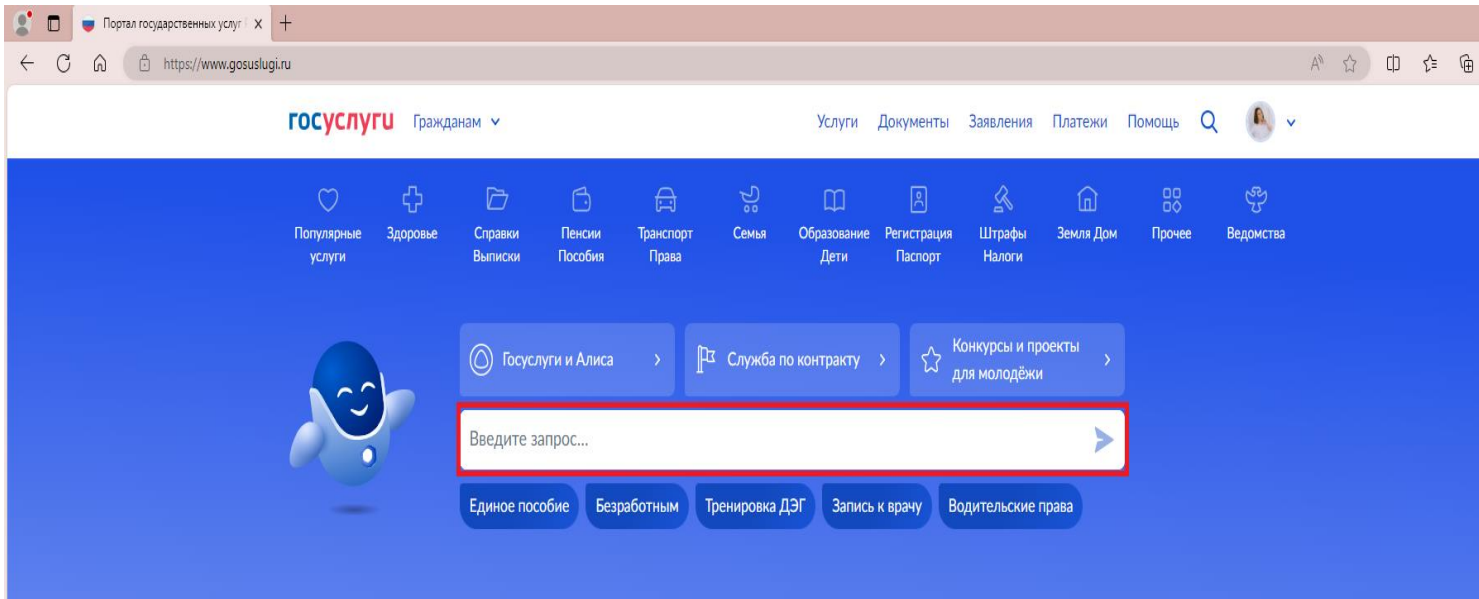 Портал государственных услуг
https://www.gosuslugi.ru
госуслуги Гражданам
Услуги Документы Заявления Платежи Помощь
Популярные услуги
Здоровье
Справки Выписки
Пенсии Пособия
Транспорт Права
Семья
Образование Дети
Регистрация Паспорт
Штрафы Налоги
Земля Дом
Прочее
Ведомства
Госуслуги и Алиса
Служба по контракту
Конкурсы и проекты
для молодёжи
Введите запрос...
Единое пособие Безработным Тренировка ДЭГ Запись к врачу Водительские права